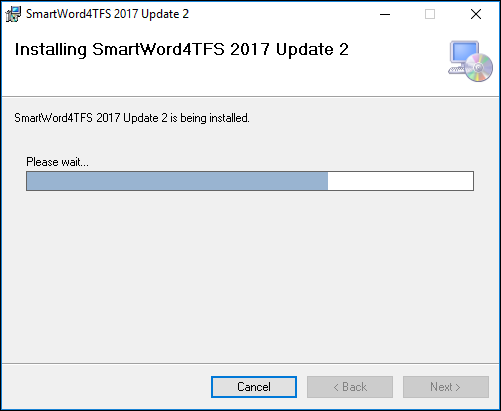 SmartWord4TFS 2017 Update 2
Installing SmartWord4TFS 2017 Update 2
SmartWord4TFS 2017 Update 2 is being installed.
Please wait...
Cancel
< Back
Next >